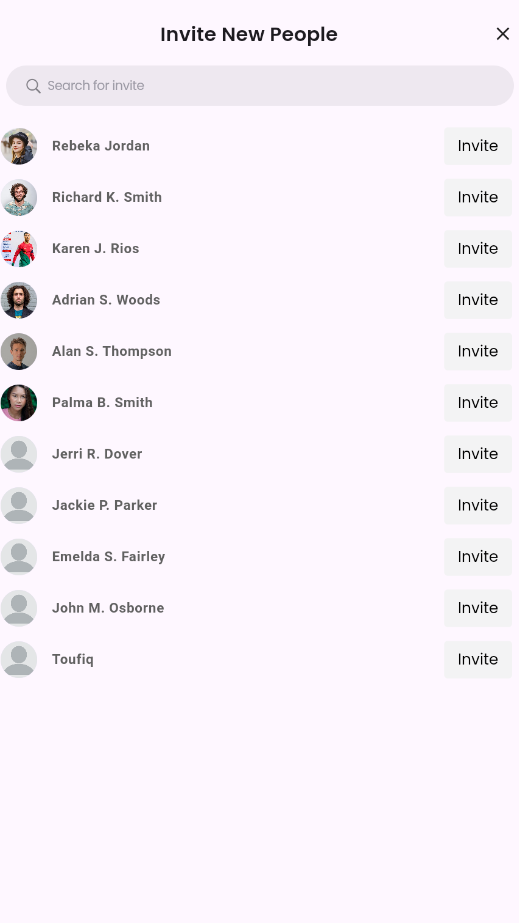 Invite New People
Search for invite
Rebeka Jordan Invite
Richard K. Smith Invite
Karen J. Rios Invite
Adrian S. Woods Invite
Alan S. Thompson Invite
Palma B. Smith Invite
Jerri R. Dover Invite
Jackie P. Parker Invite
Emelda S. Fairley Invite
John M. Osborne Invite
Toufiq Invite